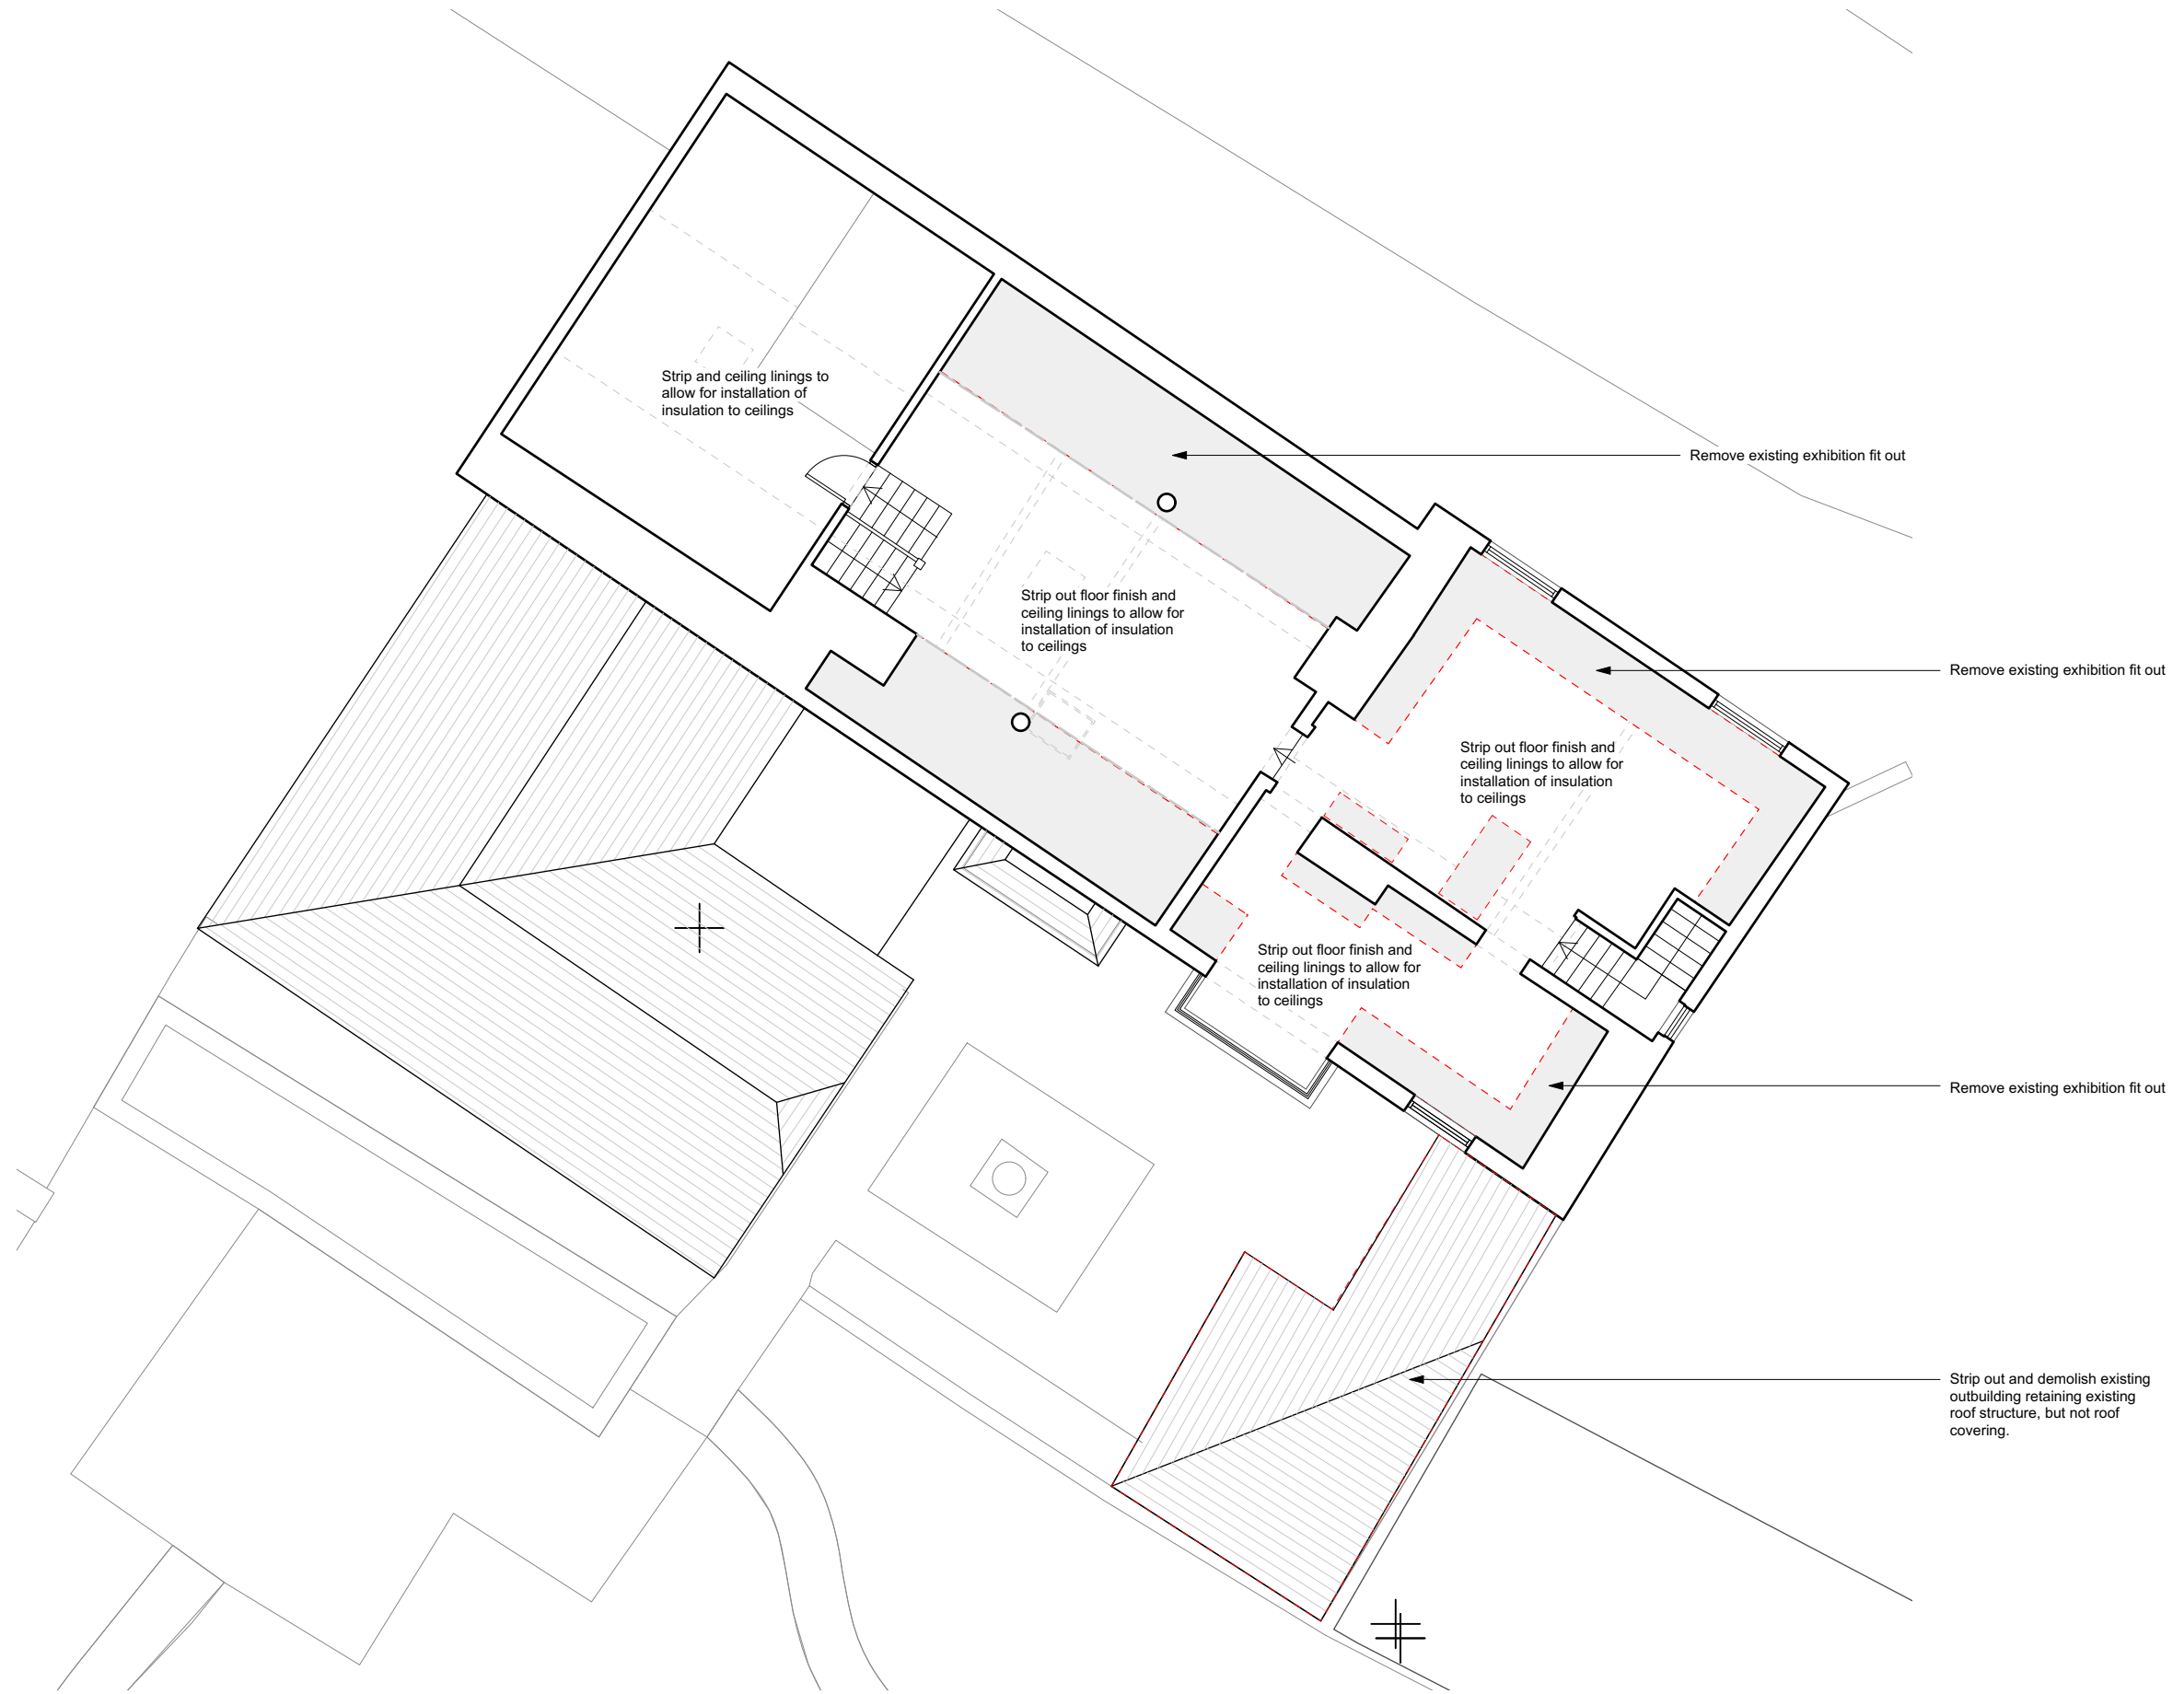 Strip and ceiling linings to
allow for installation of
insulation to ceilings
Remove existing exhibition fit out
Strip out floor finish and
ceiling linings to allow for
installation of insulation
to ceilings
Remove existing exhibition fit out
Strip out floor finish and
ceiling linings to allow for
installation of insulation
to ceilings
Strip out floor finish and
ceiling linings to allow for
installation of insulation
to ceilings
Remove existing exhibition fit out
Strip out and demolish existing
outbuilding retaining existing
roof structure, but not roof
covering.